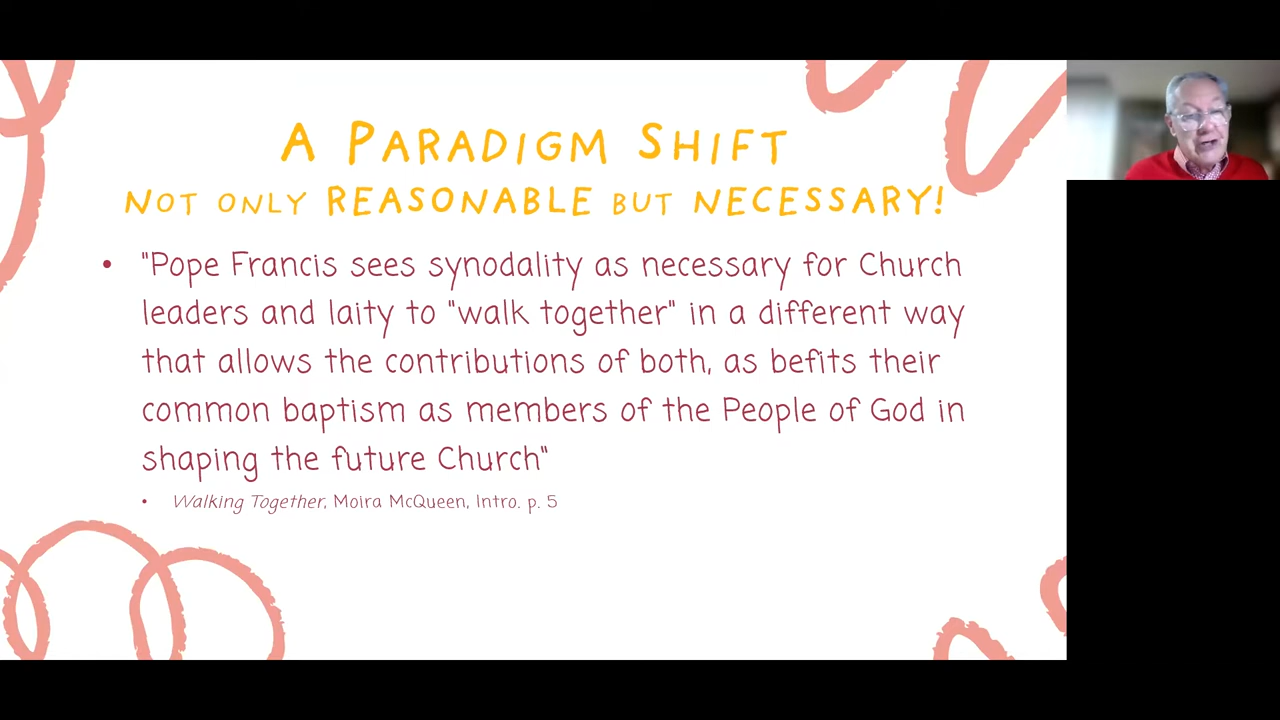 A PARADIGM SHIFT
NOT ONLY REASONABLE BUT NECESSARY!
• "Pope Francis sees synodality as necessary for Church
leaders and laity to "walk together" in a different way
that allows the contributions of both, as befits their
common baptism as members of the People of God in
shaping the future Church"
• Walking Together, Moira McQueen, Intro. p. 5